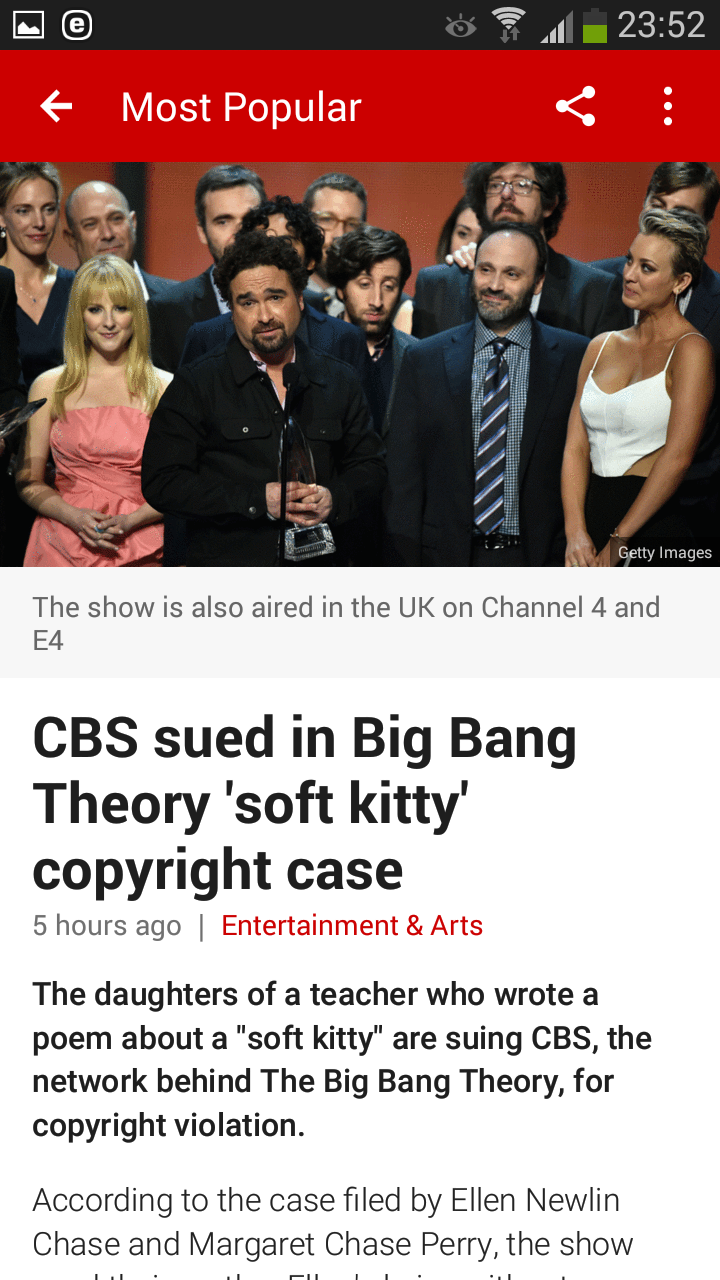 23:52
Most Popular
Getty Images
The show is also aired in the UK on Channel 4 and
E4
CBS sued in Big Bang
Theory 'soft kitty'
copyright case
5 hours ago | Entertainment & Arts
The daughters of a teacher who wrote a
poem about a "soft kitty" are suing CBS, the
network behind The Big Bang Theory, for
copyright violation.
According to the case filed by Ellen Newlin
Chase and Margaret Chase Perry, the show